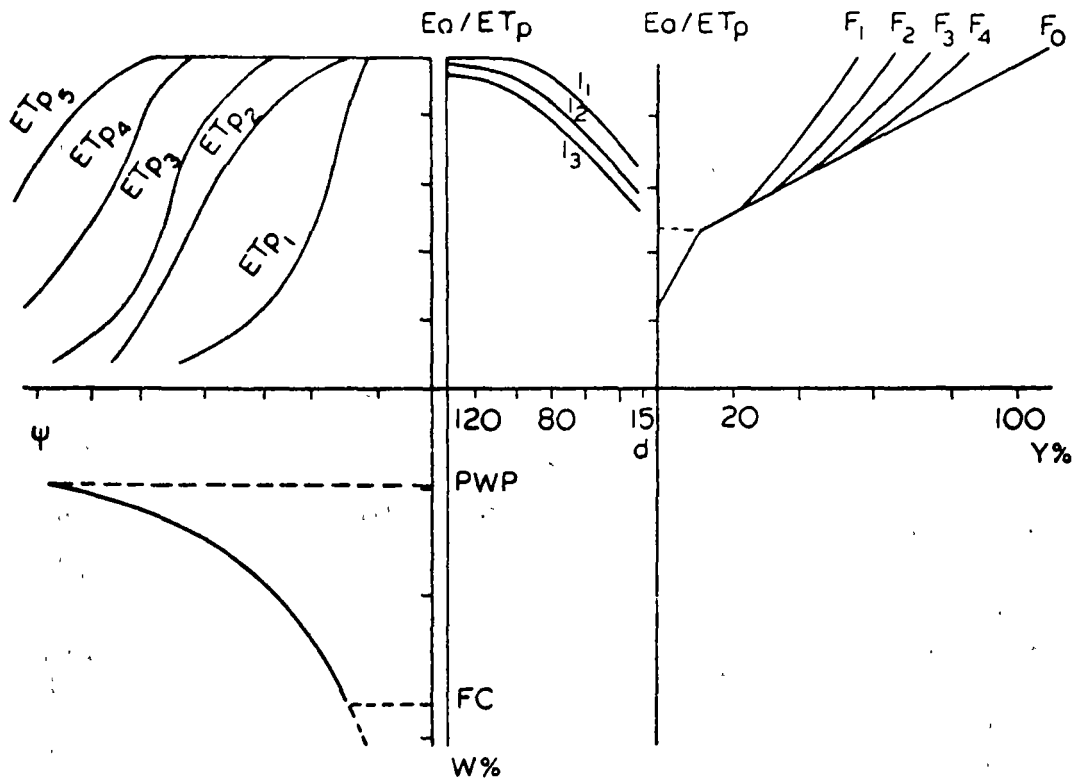 Ea/ETp Ea/ETp F1 F2 F3 F4 F0
ETp5 ETp4 ETp3 ETp2 ETp1
I1
I2
I3
ψ 120 80 15 20 100
d Y%
PWP
FC
W%